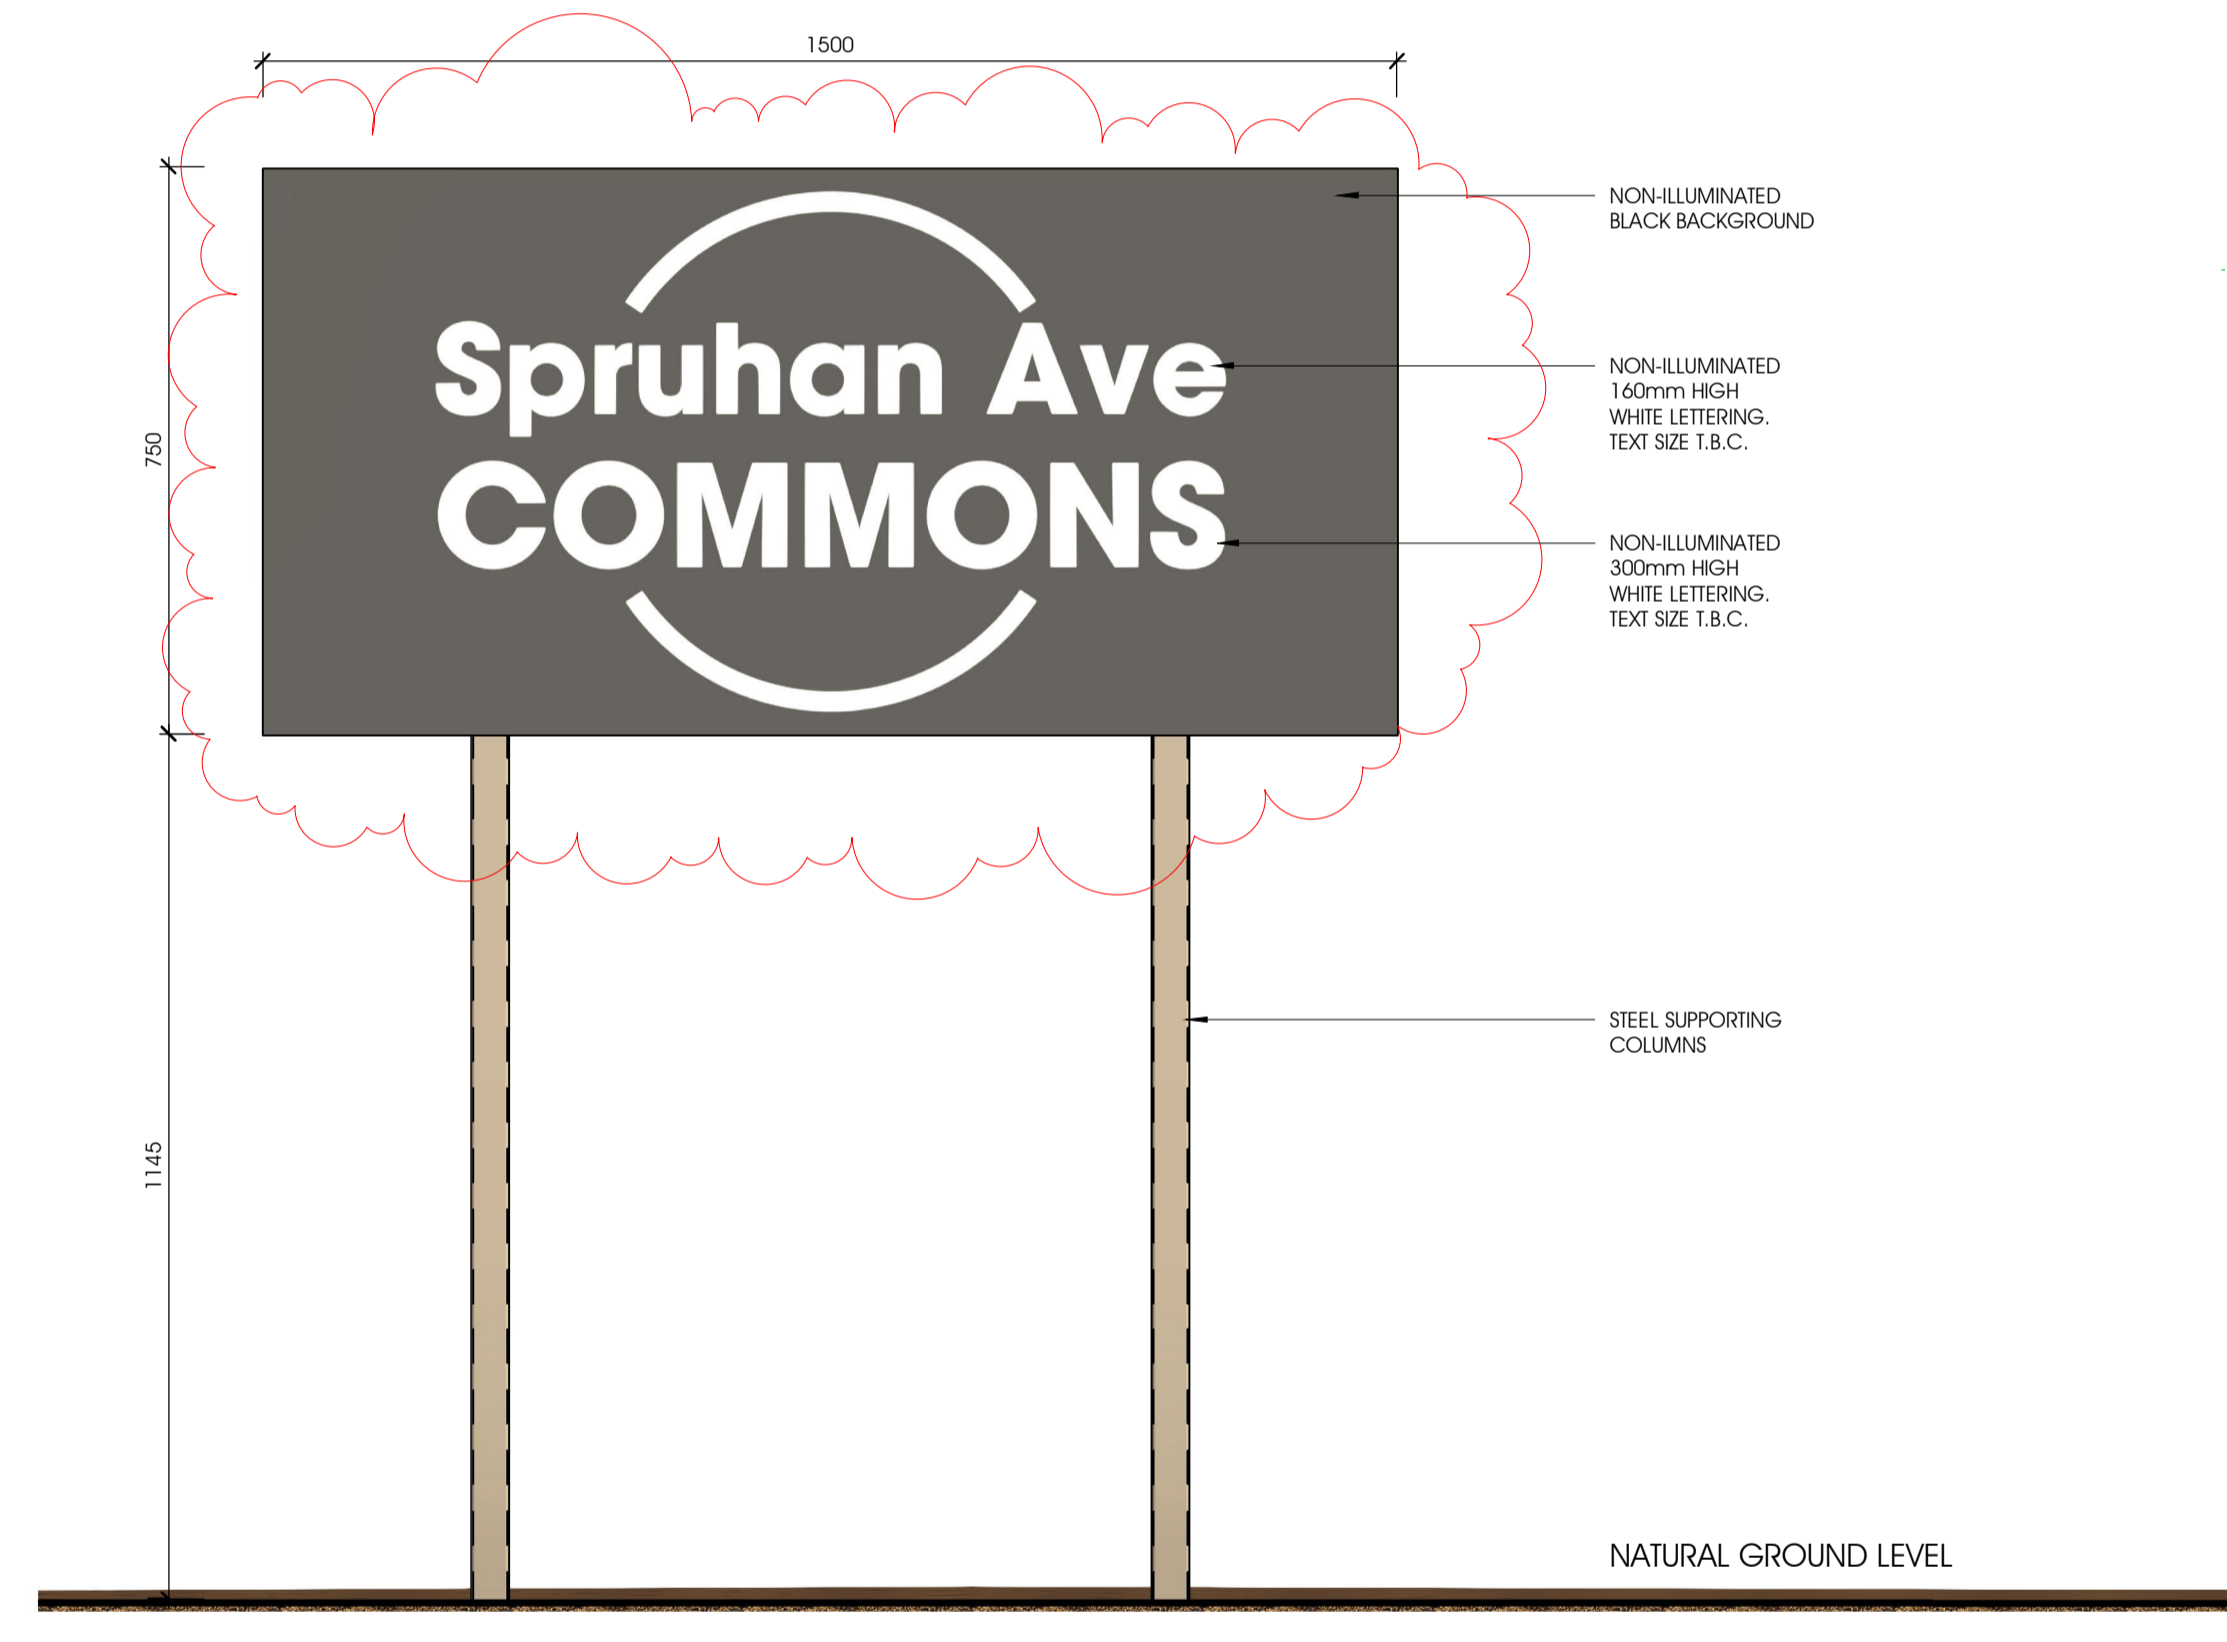 1500
NON-ILLUMINATED
BLACK BACKGROUND
Spruhan Ave
COMMONS
NON-ILLUMINATED
160mm HIGH
WHITE LETTERING.
TEXT SIZE T.B.C.
750
NON-ILLUMINATED
300mm HIGH
WHITE LETTERING.
TEXT SIZE T.B.C.
STEEL SUPPORTING
COLUMNS
1145
NATURAL GROUND LEVEL